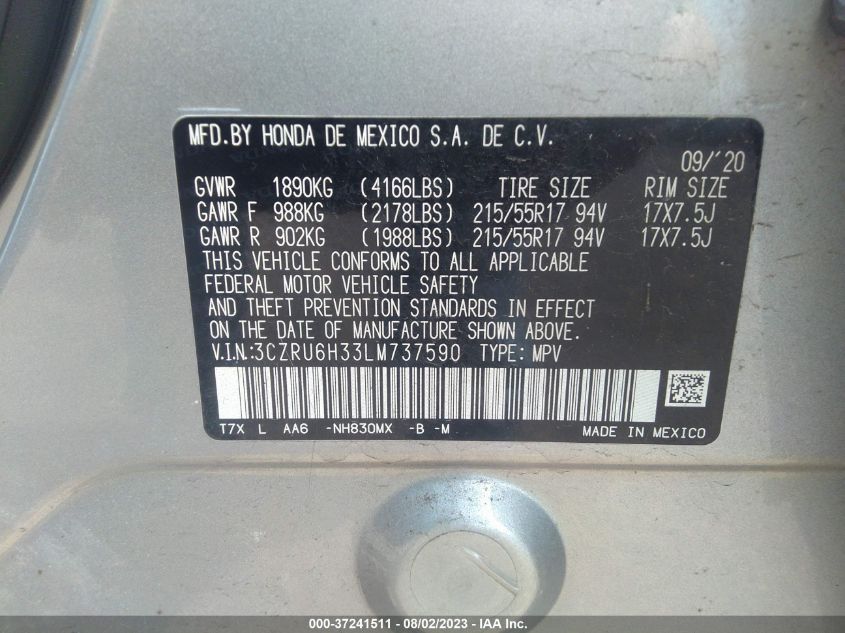 MFD.BY HONDA DE MEXICO S.A. DE C.V.
09/'20
GVWR 1890KG (4166LBS) TIRE SIZE RIM SIZE
GAWR F 988KG (2178LBS) 215/55R17 94V 17X7.5J
GAWR R 902KG (1988LBS) 215/55R17 94V 17X7.5J
THIS VEHICLE CONFORMS TO ALL APPLICABLE
FEDERAL MOTOR VEHICLE SAFETY
AND THEFT PREVENTION STANDARDS IN EFFECT
ON THE DATE OF MANUFACTURE SHOWN ABOVE.
V.I.N:3CZRU6H33LM737590 TYPE: MPV
T7X L AA6 -NH830MX -B -M MADE IN MEXICO
000-37241511 - 08/02/2023 - IAA Inc.